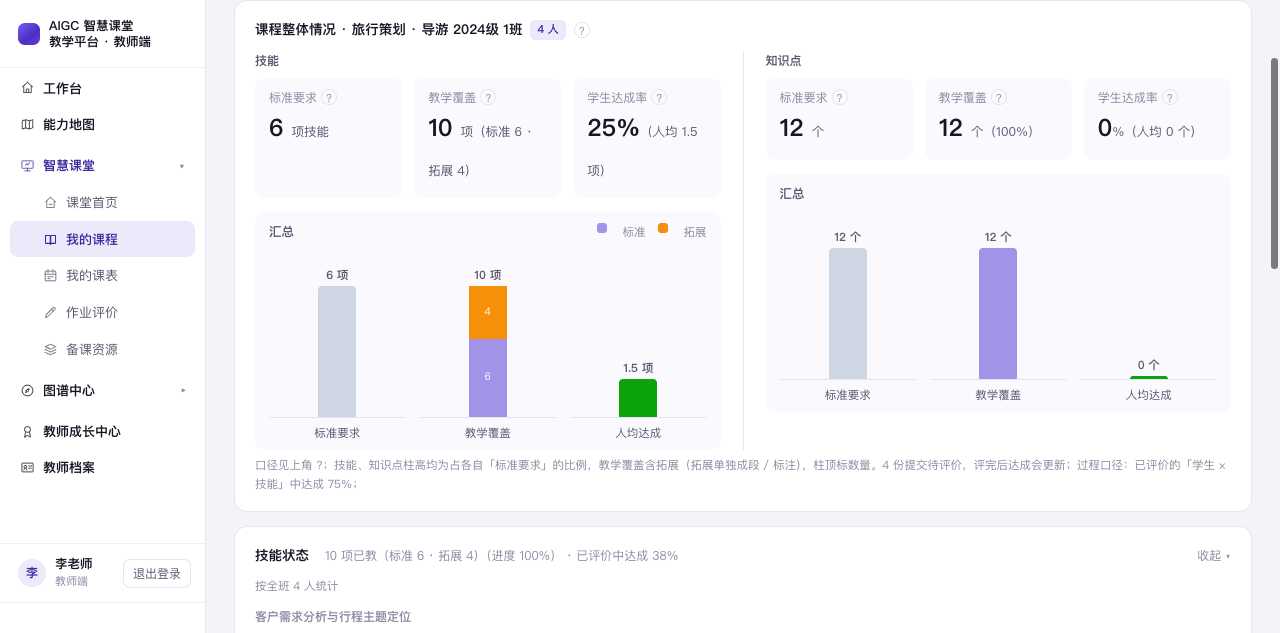 AIGC 智慧课堂
教学平台 · 教师端
工作台
能力地图
智慧课堂
课堂首页
我的课程
我的课表
作业评价
备课资源
图谱中心
教师成长中心
教师档案
李
李老师
教师端
退出登录
课程整体情况 · 旅行策划 · 导游 2024级 1班 4 人 ?
技能
标准要求 ?
6 项技能
教学覆盖 ?
10 项（标准 6 ·
拓展 4）
学生达成率 ?
25%（人均 1.5
项）
汇总
标准 拓展
6 项
10 项
4
6
1.5 项
标准要求 教学覆盖 人均达成
知识点
标准要求 ?
12 个
教学覆盖 ?
12 个（100%）
学生达成率 ?
0%（人均 0 个）
汇总
12 个
12 个
0 个
标准要求 教学覆盖 人均达成
口径见上角 ?；技能、知识点柱高均为占各自「标准要求」的比例，教学覆盖含拓展（拓展单独成段 / 标注），柱顶标数量。4 份提交待评价，评完后达成会更新；过程口径：已评价的「学生 ×
技能」中达成 75%；
技能状态 10 项已教（标准 6 · 拓展 4）（进度 100%） · 已评价中达成 38%
收起
按全班 4 人统计
客户需求分析与行程主题定位